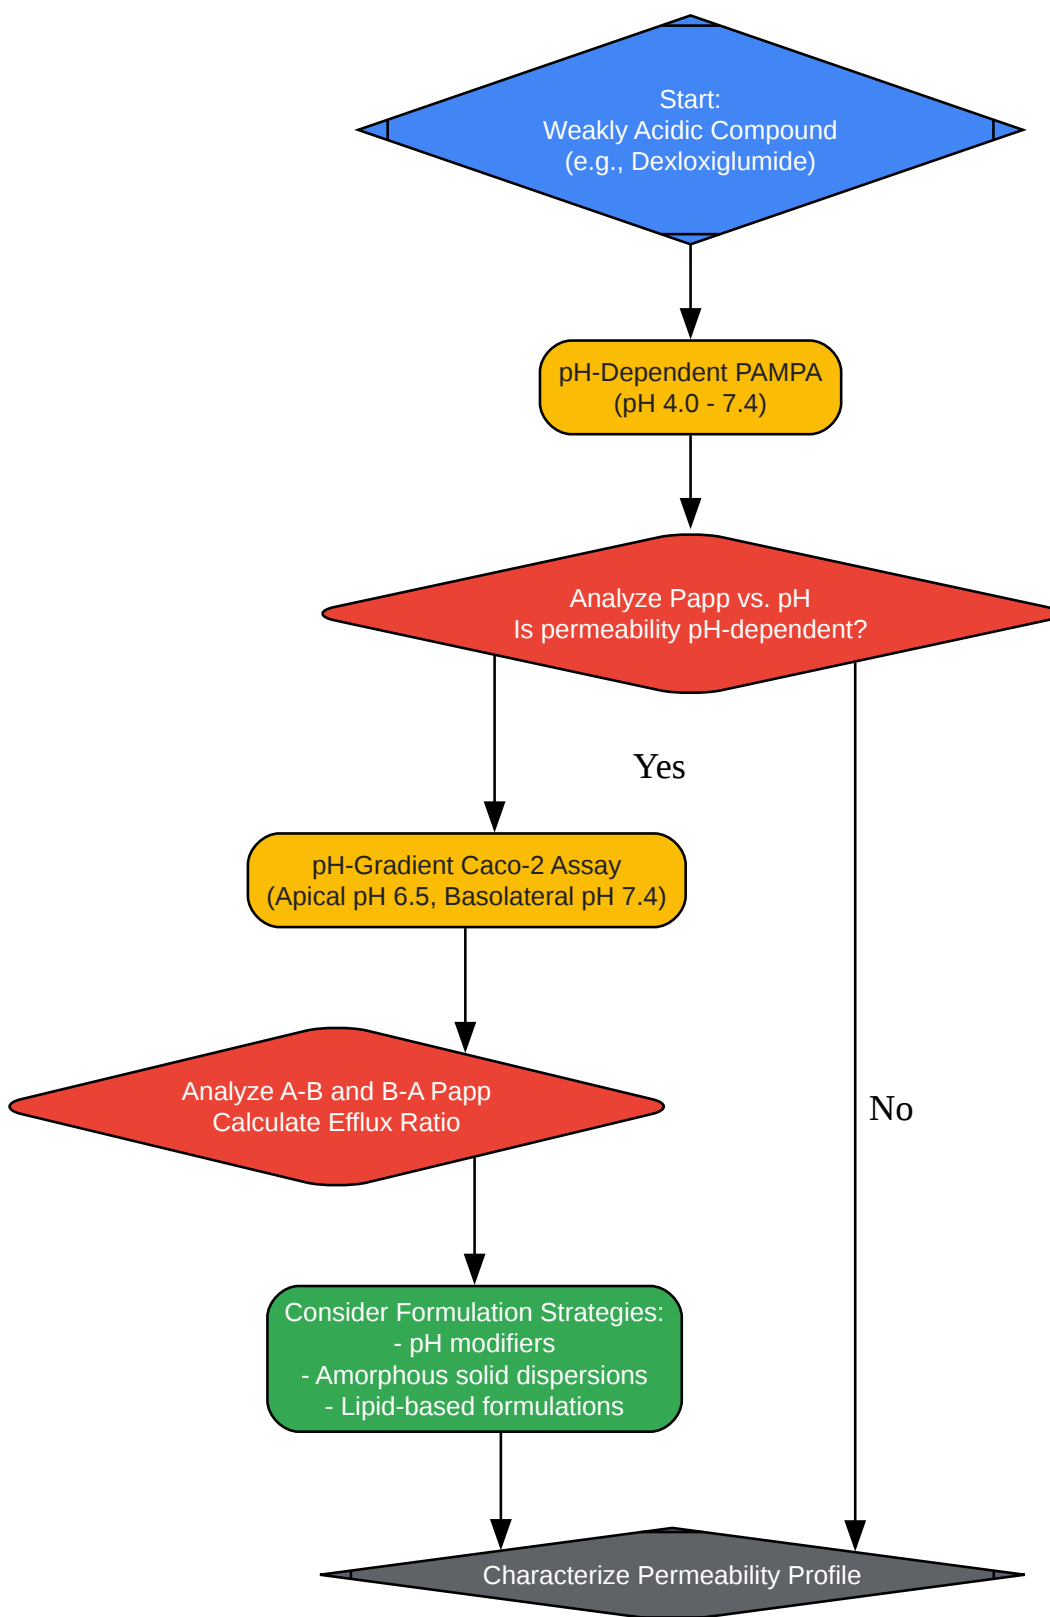 Start:
Weakly Acidic Compound
(e.g., Dexloxiglumide)
pH-Dependent PAMPA
(pH 4.0 - 7.4)
Analyze Papp vs. pH
Is permeability pH-dependent?
Yes
pH-Gradient Caco-2 Assay
(Apical pH 6.5, Basolateral pH 7.4)
Analyze A-B and B-A Papp
Calculate Efflux Ratio
No
Consider Formulation Strategies:
- pH modifiers
- Amorphous solid dispersions
- Lipid-based formulations
Characterize Permeability Profile